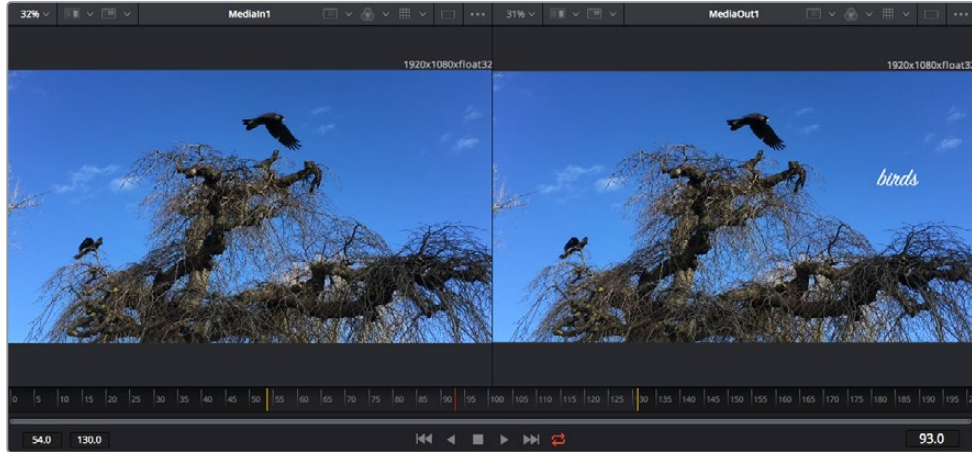 32% MediaIn1 31% MediaOut1
1920x1080xfloat32 1920x1080xfloat32
birds
0 5 10 15 20 25 30 35 40 45 50 55 60 65 70 75 80 85 90 95 100 105 110 115 120 125 130 135 140 145 150 155 160 165 170 175 180 185 190 195
54.0 130.0 93.0